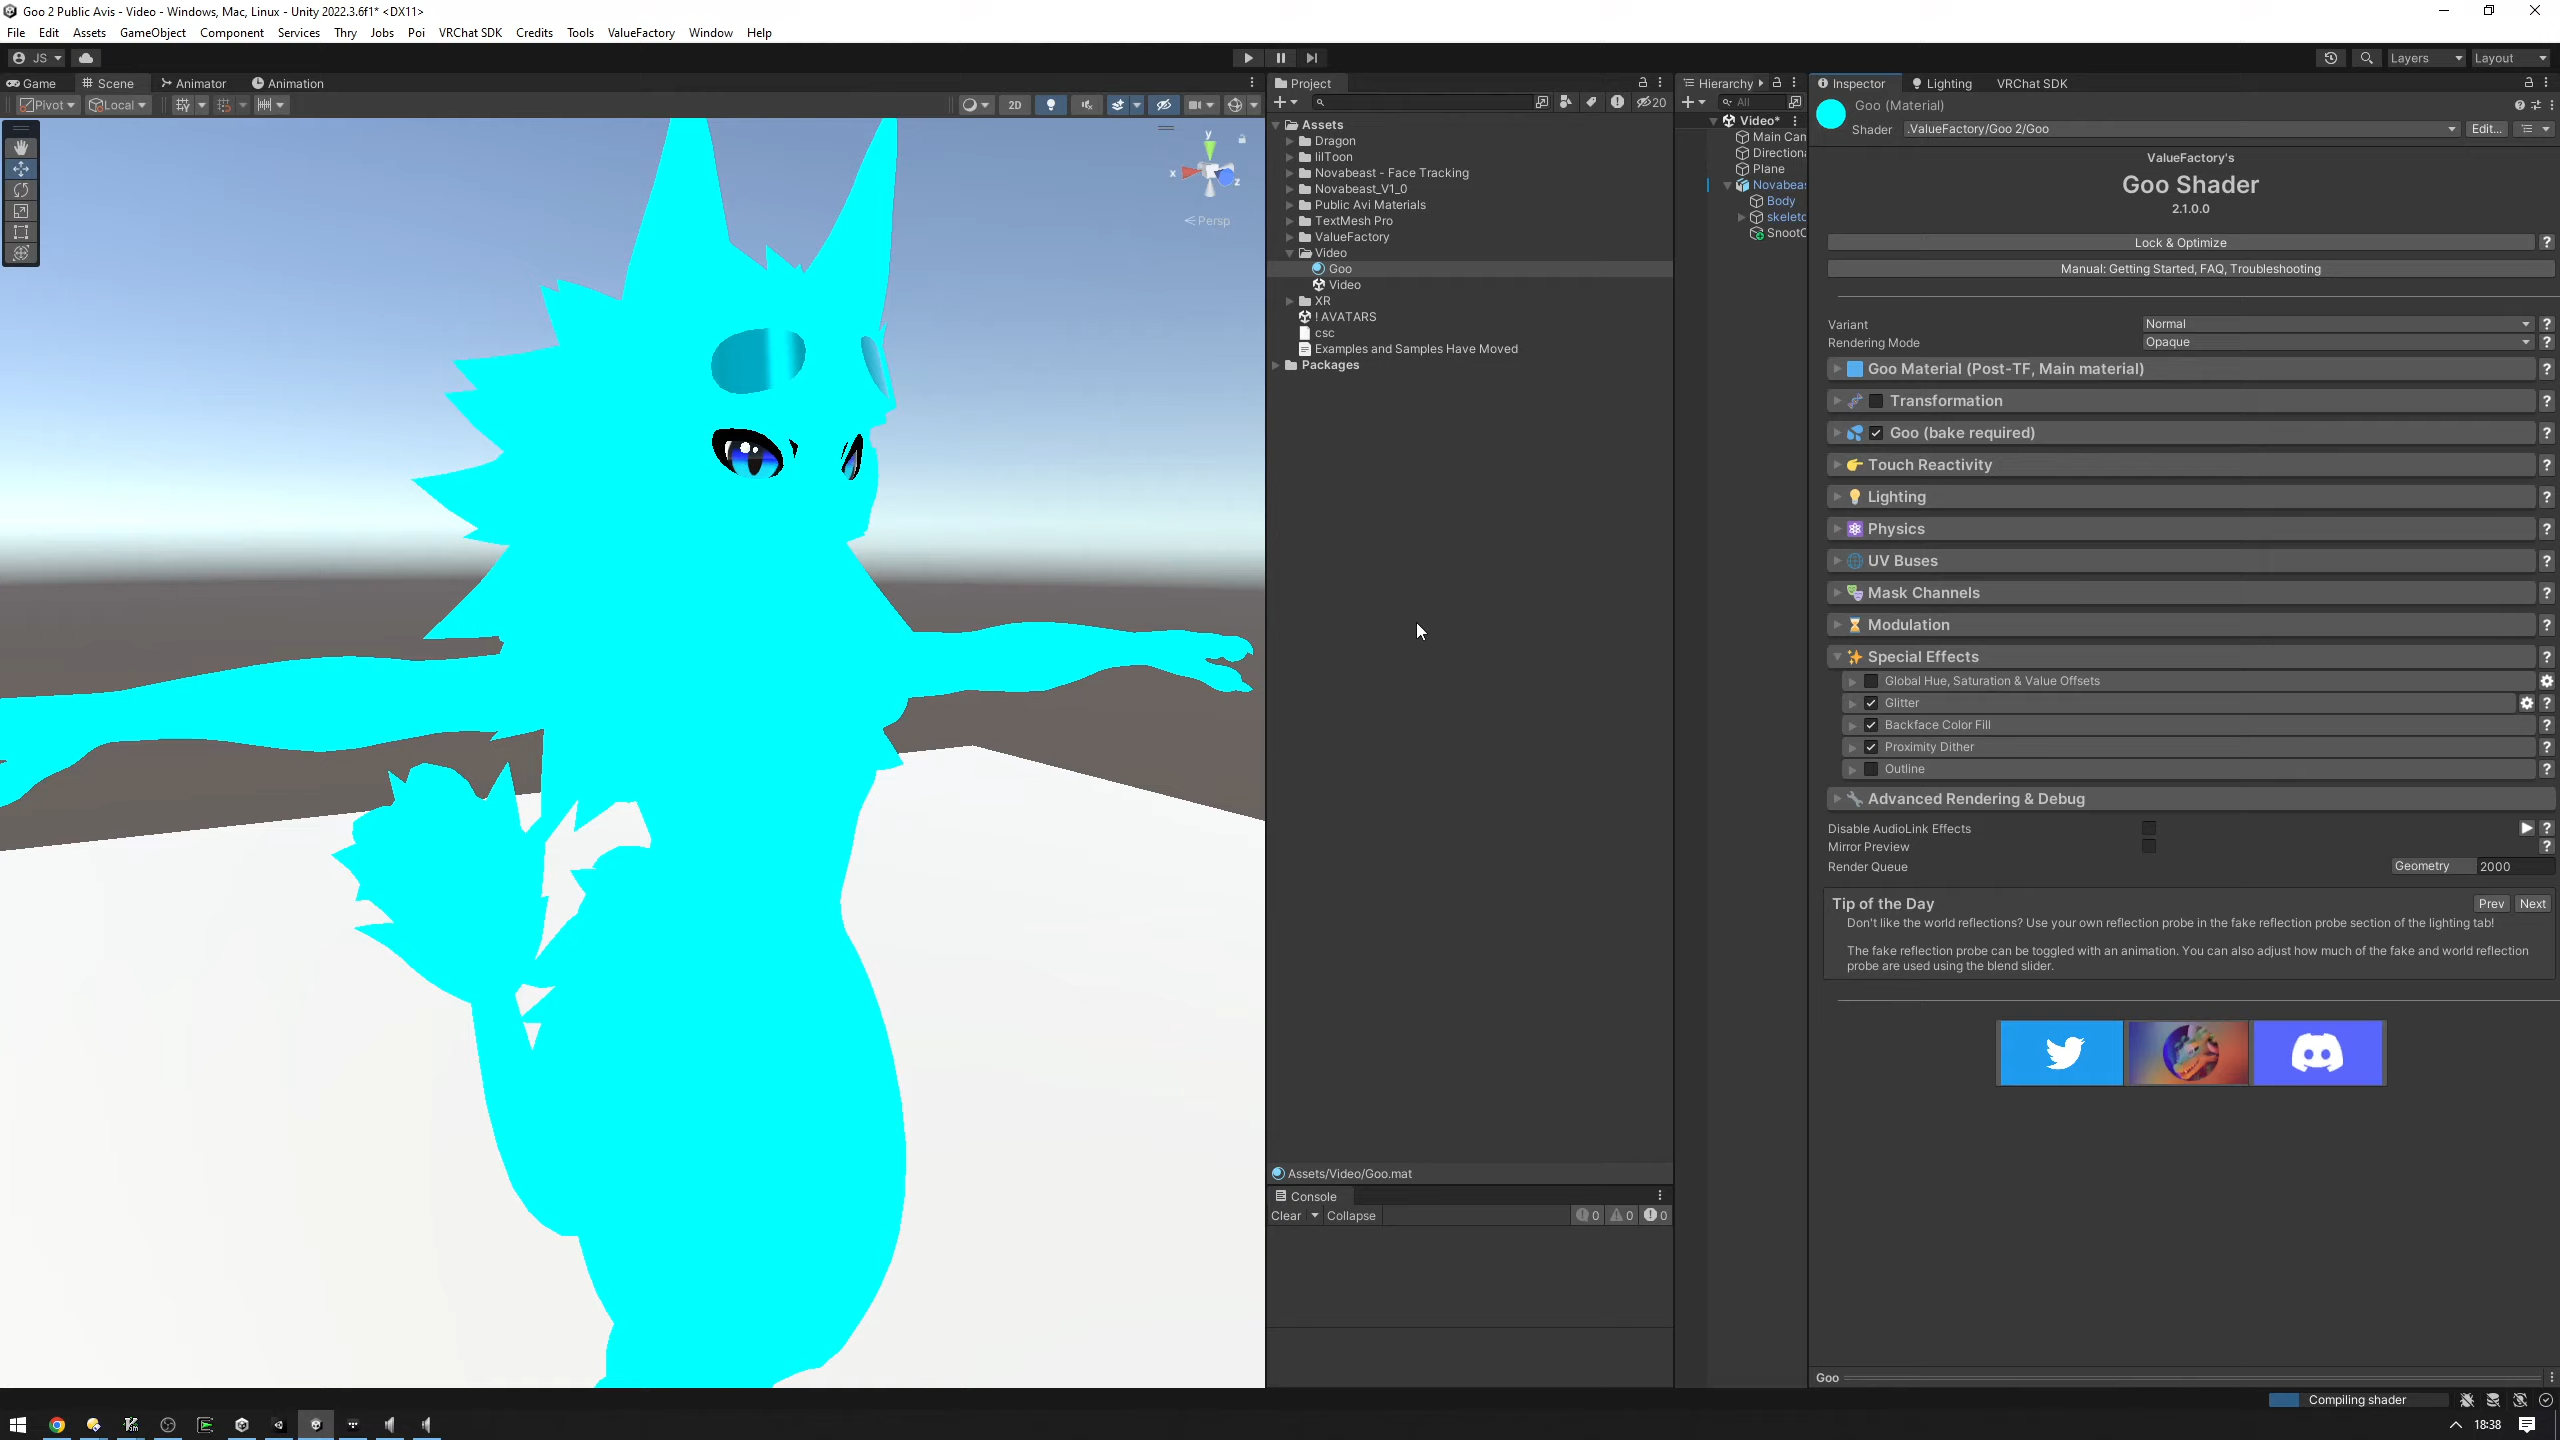 Goo 2 Public Avis - Video - Windows, Mac, Linux - Unity 2022.3.6f1* <DX11>
File Edit Assets GameObject Component Services Thry Jobs Poi VRChat SDK Credits Tools ValueFactory Window Help
JS
Layers Layout
Game Scene Animator Animation
Pivot Local 2D
y
x
z
Persp
Project
20
Assets
Dragon
lilToon
Novabeast - Face Tracking
Novabeast_V1_0
Public Avi Materials
TextMesh Pro
ValueFactory
Video
Goo
Video
XR
! AVATARS
csc
Examples and Samples Have Moved
Packages
Assets/Video/Goo.mat
Console
Clear Collapse 0 0 0
Hierarchy
All
Video*
Main Cam
Directiona
Plane
Novabeas
Body
skeleto
SnootC
Inspector Lighting VRChat SDK
Goo (Material)
Shader .ValueFactory/Goo 2/Goo Edit...
ValueFactory's
Goo Shader
2.1.0.0
Lock & Optimize ?
Manual: Getting Started, FAQ, Troubleshooting
Variant Normal ?
Rendering Mode Opaque ?
Goo Material (Post-TF, Main material) ?
Transformation ?
Goo (bake required) ?
Touch Reactivity ?
Lighting ?
Physics ?
UV Buses ?
Mask Channels ?
Modulation ?
Special Effects ?
Global Hue, Saturation & Value Offsets
Glitter ?
Backface Color Fill ?
Proximity Dither ?
Outline ?
Advanced Rendering & Debug
Disable AudioLink Effects ?
Mirror Preview ?
Render Queue Geometry 2000
Tip of the Day Prev Next
Don't like the world reflections? Use your own reflection probe in the fake reflection probe section of the lighting tab!
The fake reflection probe can be toggled with an animation. You can also adjust how much of the fake and world reflection
probe are used using the blend slider.
Goo
Compiling shader
18:38